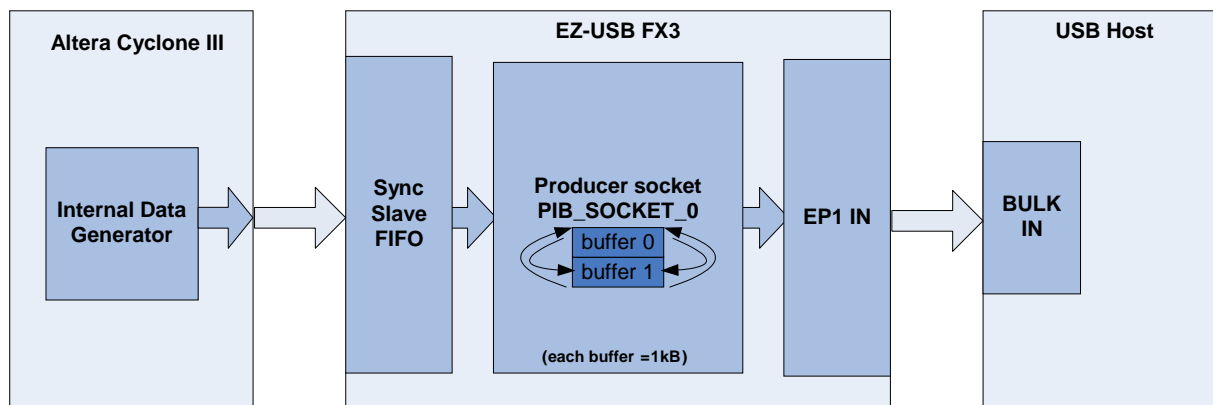 Altera Cyclone III
Internal Data
Generator
EZ-USB FX3
Sync
Slave
FIFO
Producer socket
PIB_SOCKET_0
buffer 0
buffer 1
(each buffer =1kB)
EP1 IN
USB Host
BULK
IN